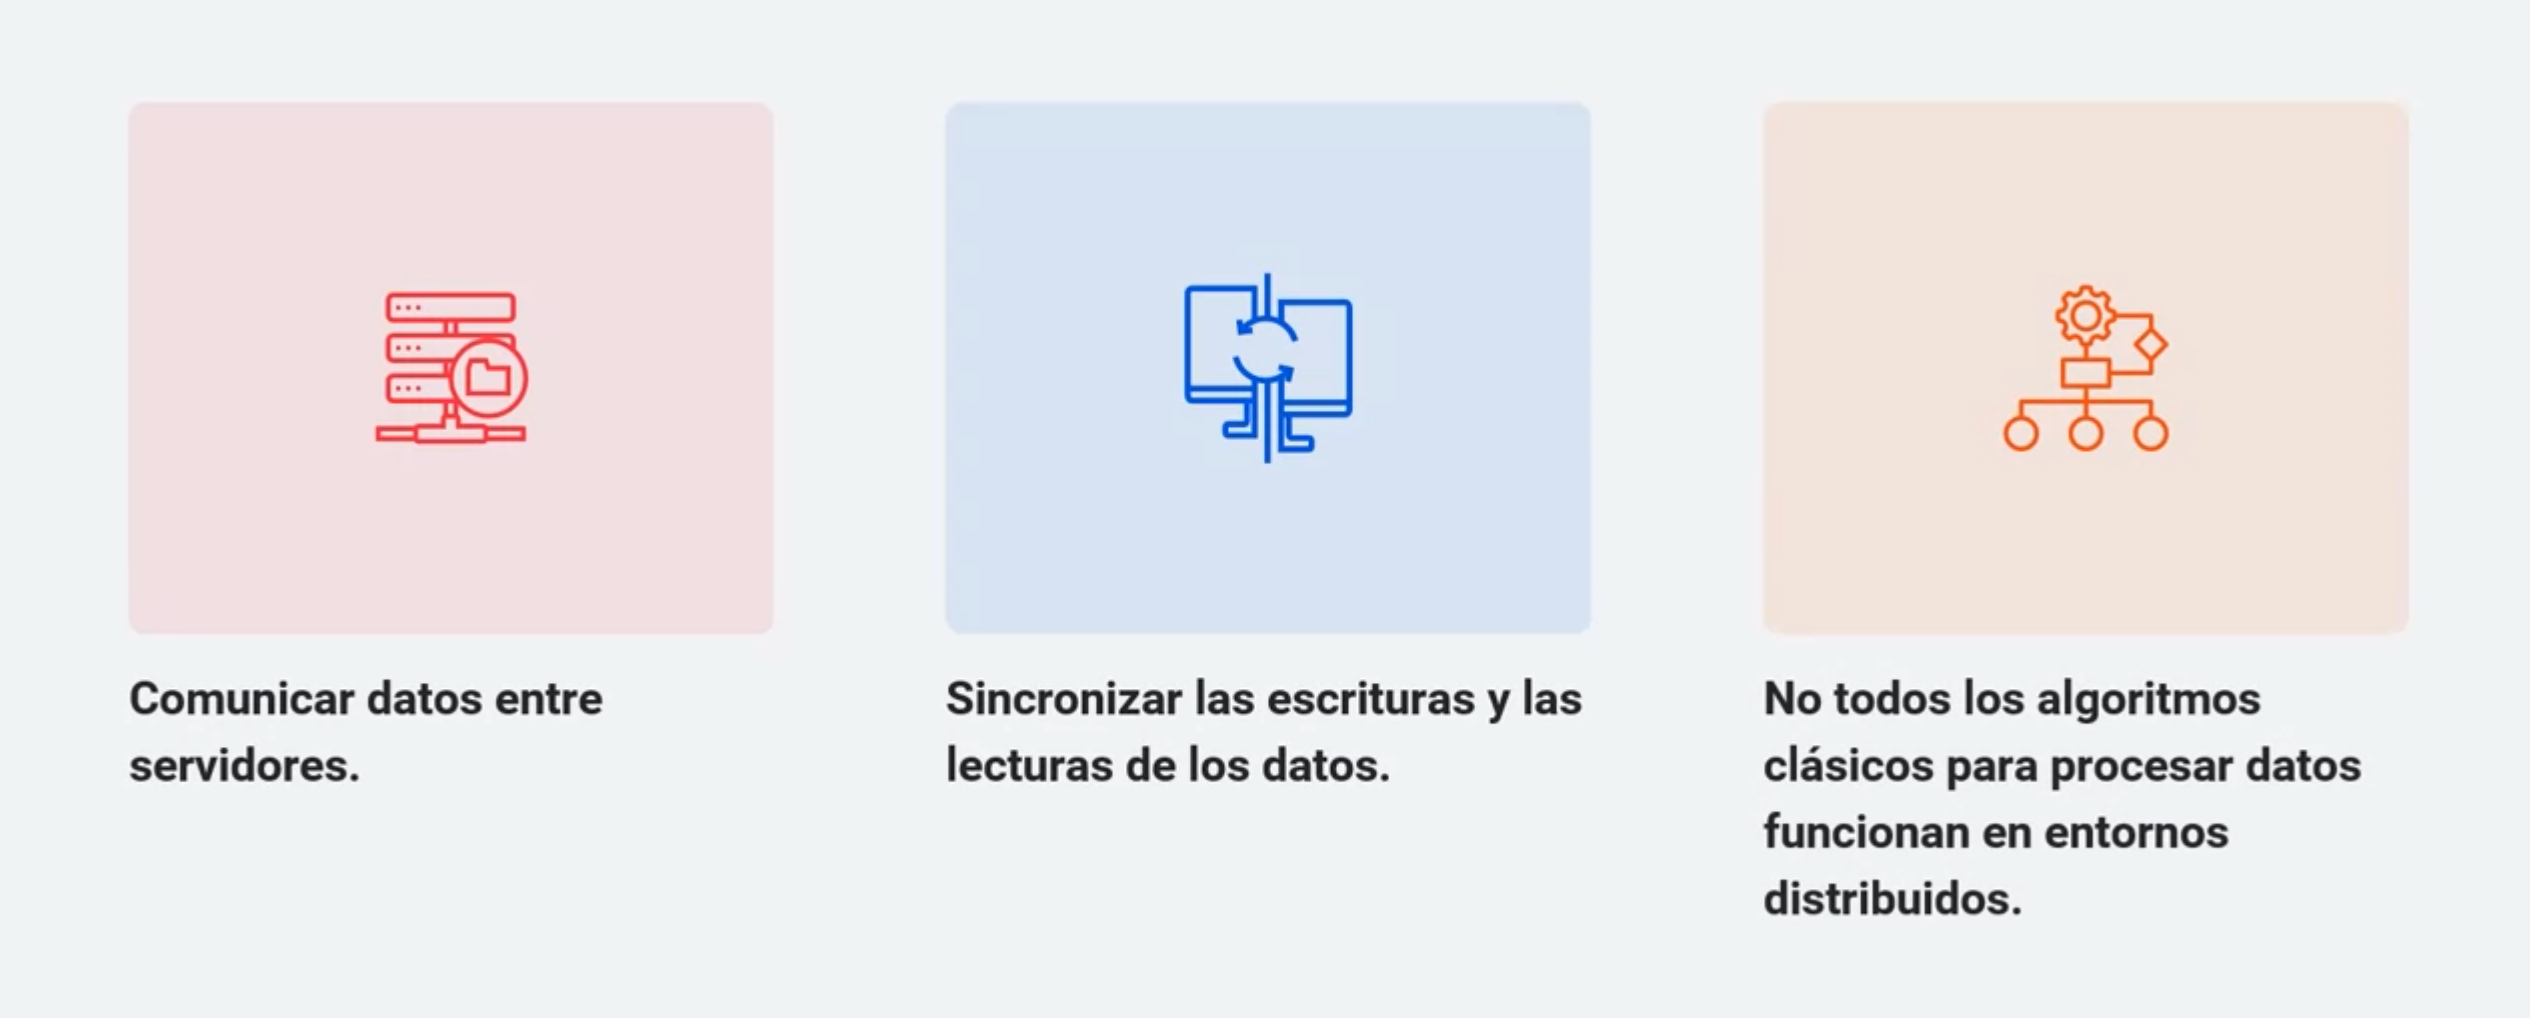 Comunicar datos entre
servidores.
Sincronizar las escrituras y las
lecturas de los datos.
No todos los algoritmos
clásicos para procesar datos
funcionan en entornos
distribuidos.